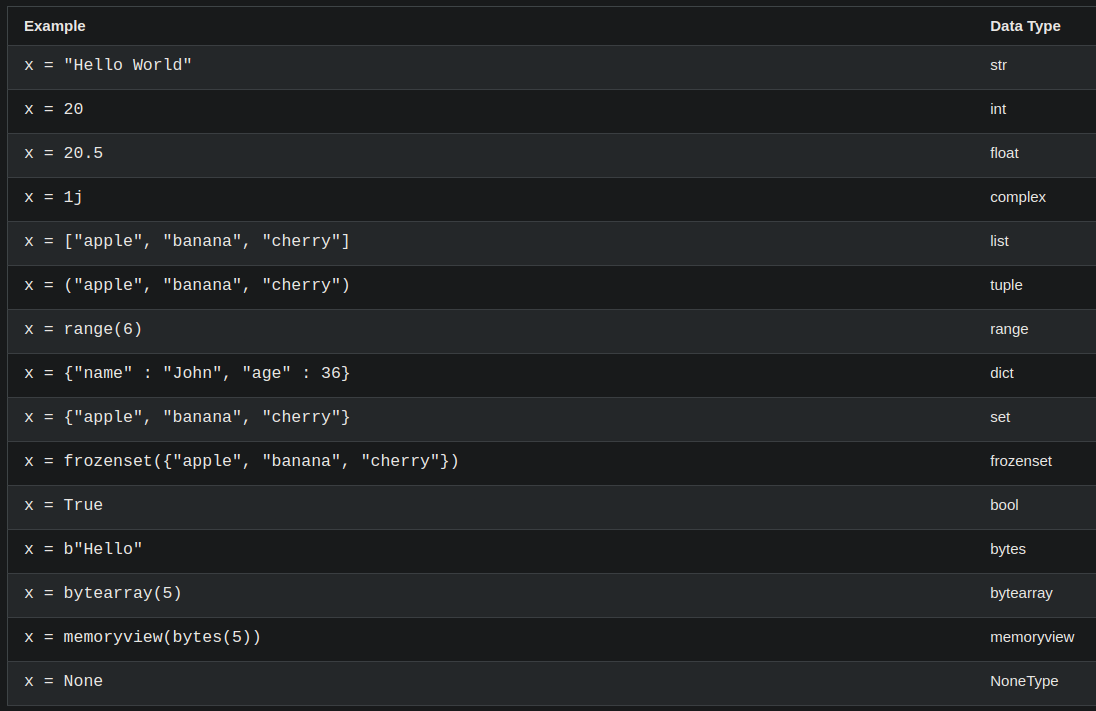 Example Data Type
x = "Hello World" str
x = 20 int
x = 20.5 float
x = 1j complex
x = ["apple", "banana", "cherry"] list
x = ("apple", "banana", "cherry") tuple
x = range(6) range
x = {"name" : "John", "age" : 36} dict
x = {"apple", "banana", "cherry"} set
x = frozenset({"apple", "banana", "cherry"}) frozenset
x = True bool
x = b"Hello" bytes
x = bytearray(5) bytearray
x = memoryview(bytes(5)) memoryview
x = None NoneType